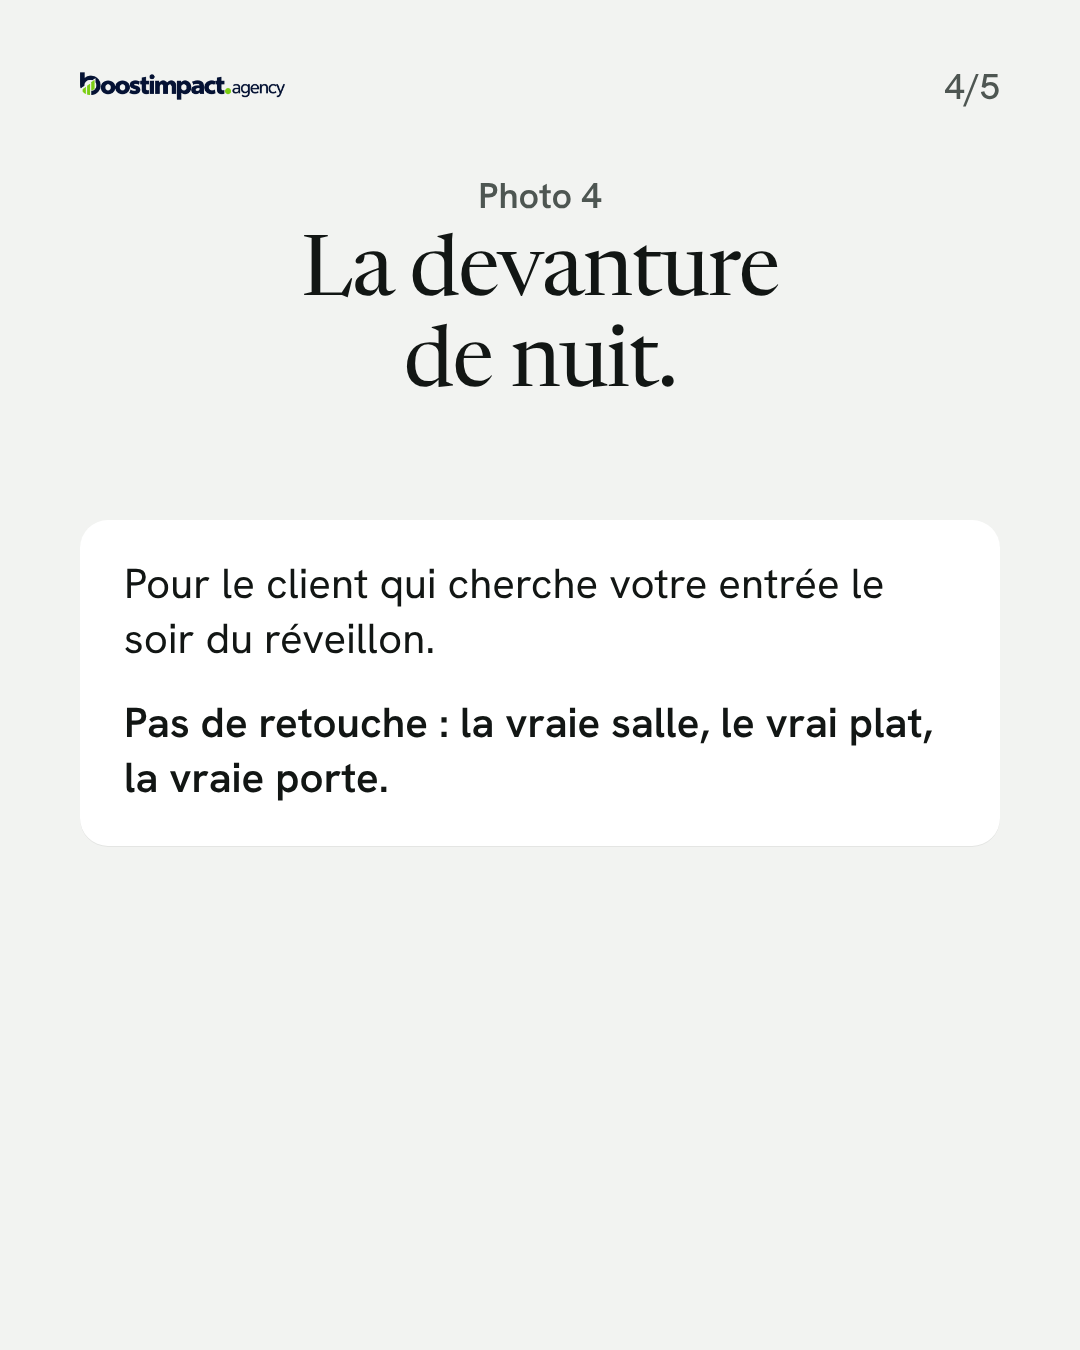 boostimpact.agency
4/5
Photo 4
La devanture
de nuit.
Pour le client qui cherche votre entrée le
soir du réveillon.
Pas de retouche : la vraie salle, le vrai plat,
la vraie porte.